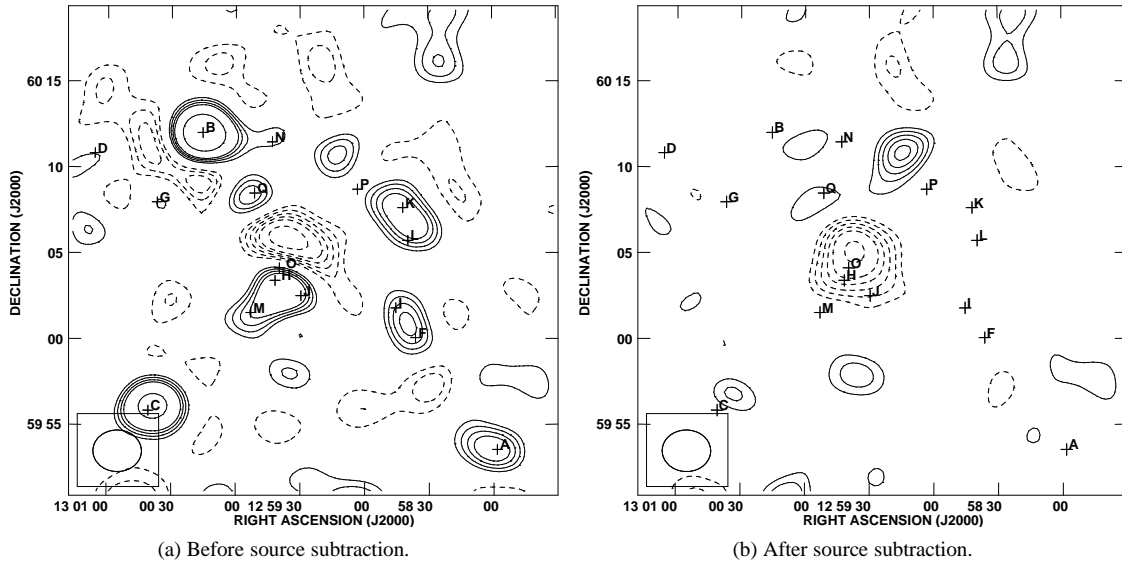 60 15
B
N
D
10
P
Q
G
K
L
05
O
H
J
M
I
F
00
C
59 55
A
DECLINATION (J2000)
13 01 00
00 30
00
12 59 30
00
58 30
00
RIGHT ASCENSION (J2000)
(a) Before source subtraction.
60 15
B
N
D
10
P
Q
G
K
L
05
O
H
J
M
I
F
00
C
59 55
A
DECLINATION (J2000)
13 01 00
00 30
00
12 59 30
00
58 30
00
RIGHT ASCENSION (J2000)
(b) After source subtraction.